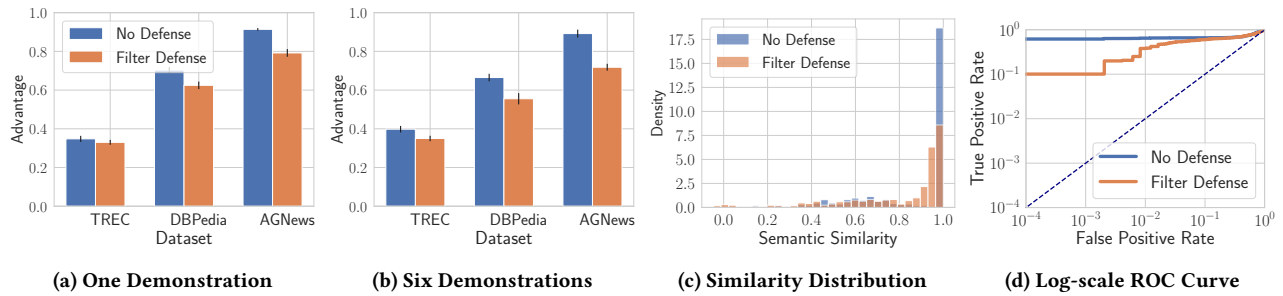 1.0
0.8
0.6
0.4
0.2
0.0
Advantage
No Defense
Filter Defense
TREC DBPedia AGNews
Dataset
(a) One Demonstration
1.0
0.8
0.6
0.4
0.2
0.0
Advantage
TREC DBPedia AGNews
Dataset
(b) Six Demonstrations
17.5
15.0
12.5
10.0
7.5
5.0
2.5
0.0
Density
No Defense
Filter Defense
0.0 0.2 0.4 0.6 0.8 1.0
Semantic Similarity
(c) Similarity Distribution
10⁰
10⁻¹
10⁻²
10⁻³
10⁻⁴
True Positive Rate
No Defense
Filter Defense
10⁻⁴ 10⁻³ 10⁻² 10⁻¹ 10⁰
False Positive Rate
(d) Log-scale ROC Curve